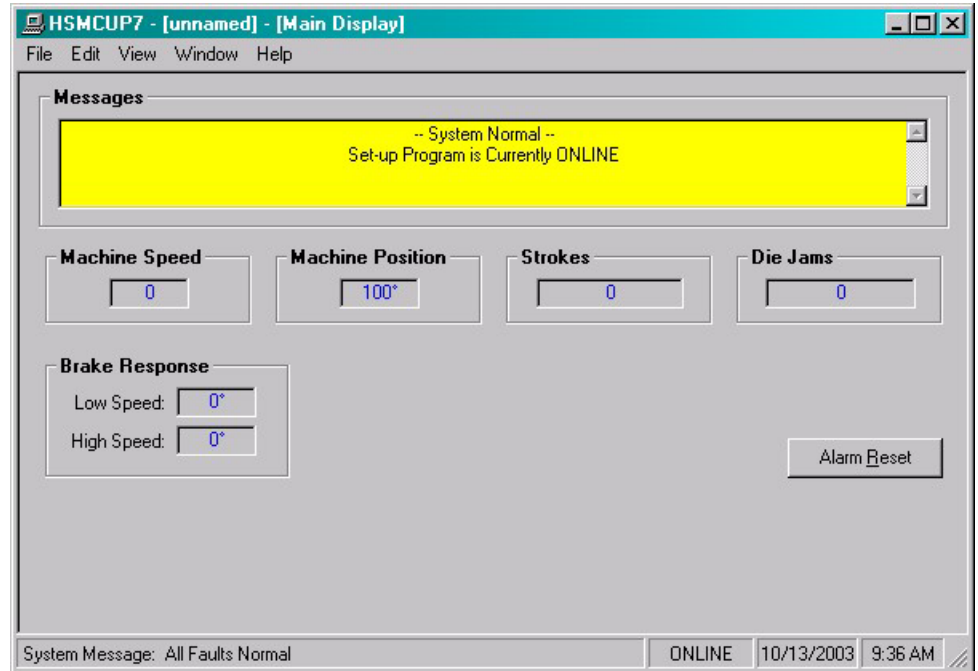 HSMCUP7 - [unnamed] - [Main Display]
File Edit View Window Help
Messages
-- System Normal --
Set-up Program is Currently ONLINE
Machine Speed Machine Position Strokes Die Jams
0 100° 0 0
Brake Response
Low Speed: 0°
High Speed: 0°
Alarm Reset
System Message: All Faults Normal ONLINE 10/13/2003 9:36 AM